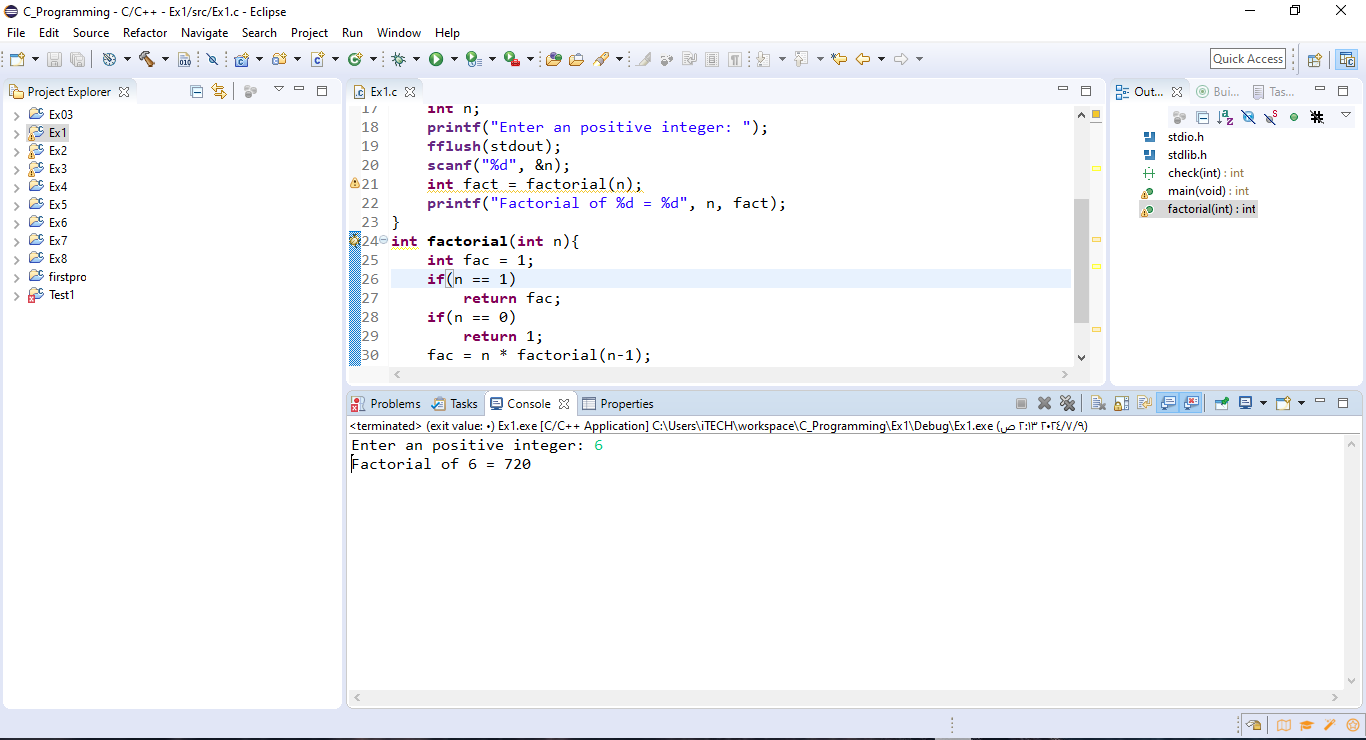 C_Programming - C/C++ - Ex1/src/Ex1.c - Eclipse
File Edit Source Refactor Navigate Search Project Run Window Help
Quick Access
Project Explorer
Ex03
Ex1
Ex2
Ex3
Ex4
Ex5
Ex6
Ex7
Ex8
firstpro
Test1
Ex1.c
17 int n;
18 printf("Enter an positive integer: ");
19 fflush(stdout);
20 scanf("%d", &n);
21 int fact = factorial(n);
22 printf("Factorial of %d = %d", n, fact);
23 }
24 int factorial(int n){
25 int fac = 1;
26 if(n == 1)
27 return fac;
28 if(n == 0)
29 return 1;
30 fac = n * factorial(n-1);
Out... Bui... Tas...
stdio.h
stdlib.h
check(int) : int
main(void) : int
factorial(int) : int
Problems Tasks Console Properties
<terminated> (exit value: ٠) Ex1.exe [C/C++ Application] C:\Users\iTECH\workspace\C_Programming\Ex1\Debug\Ex1.exe (٢٠٢٤/٧/٩ ٢:١٣ ص)
Enter an positive integer: 6
Factorial of 6 = 720